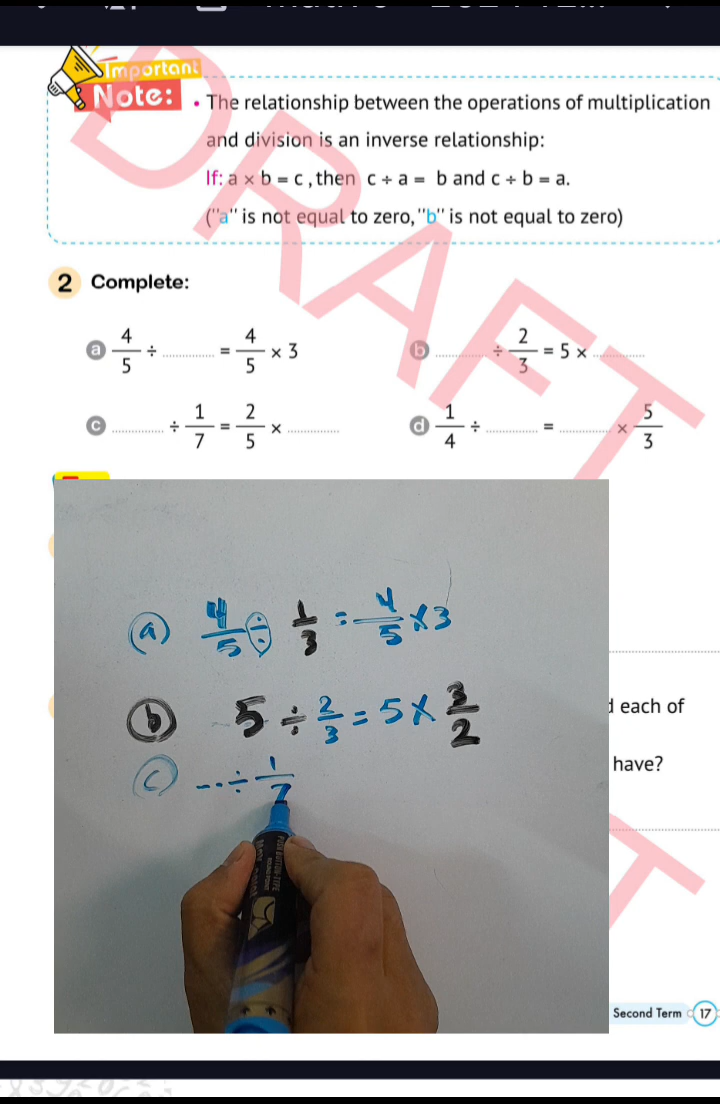 Important
Note: • The relationship between the operations of multiplication
and division is an inverse relationship:
If: a × b = c , then c ÷ a = b and c ÷ b = a.
("a" is not equal to zero, "b" is not equal to zero)
2 Complete:
a 4/5 ÷ ............ = 4/5 × 3 b ............ ÷ 2/3 = 5 × ............
c ............ ÷ 1/7 = 2/5 × ............ d 1/4 ÷ ............ = ............ × 5/3
DRAFT
(a) 4/5 ÷ 1/3 = 4/5 × 3
(b) 5 ÷ 2/3 = 5 × 3/2
(c) ... ÷ 1/7
each of
have?
T
Second Term 17